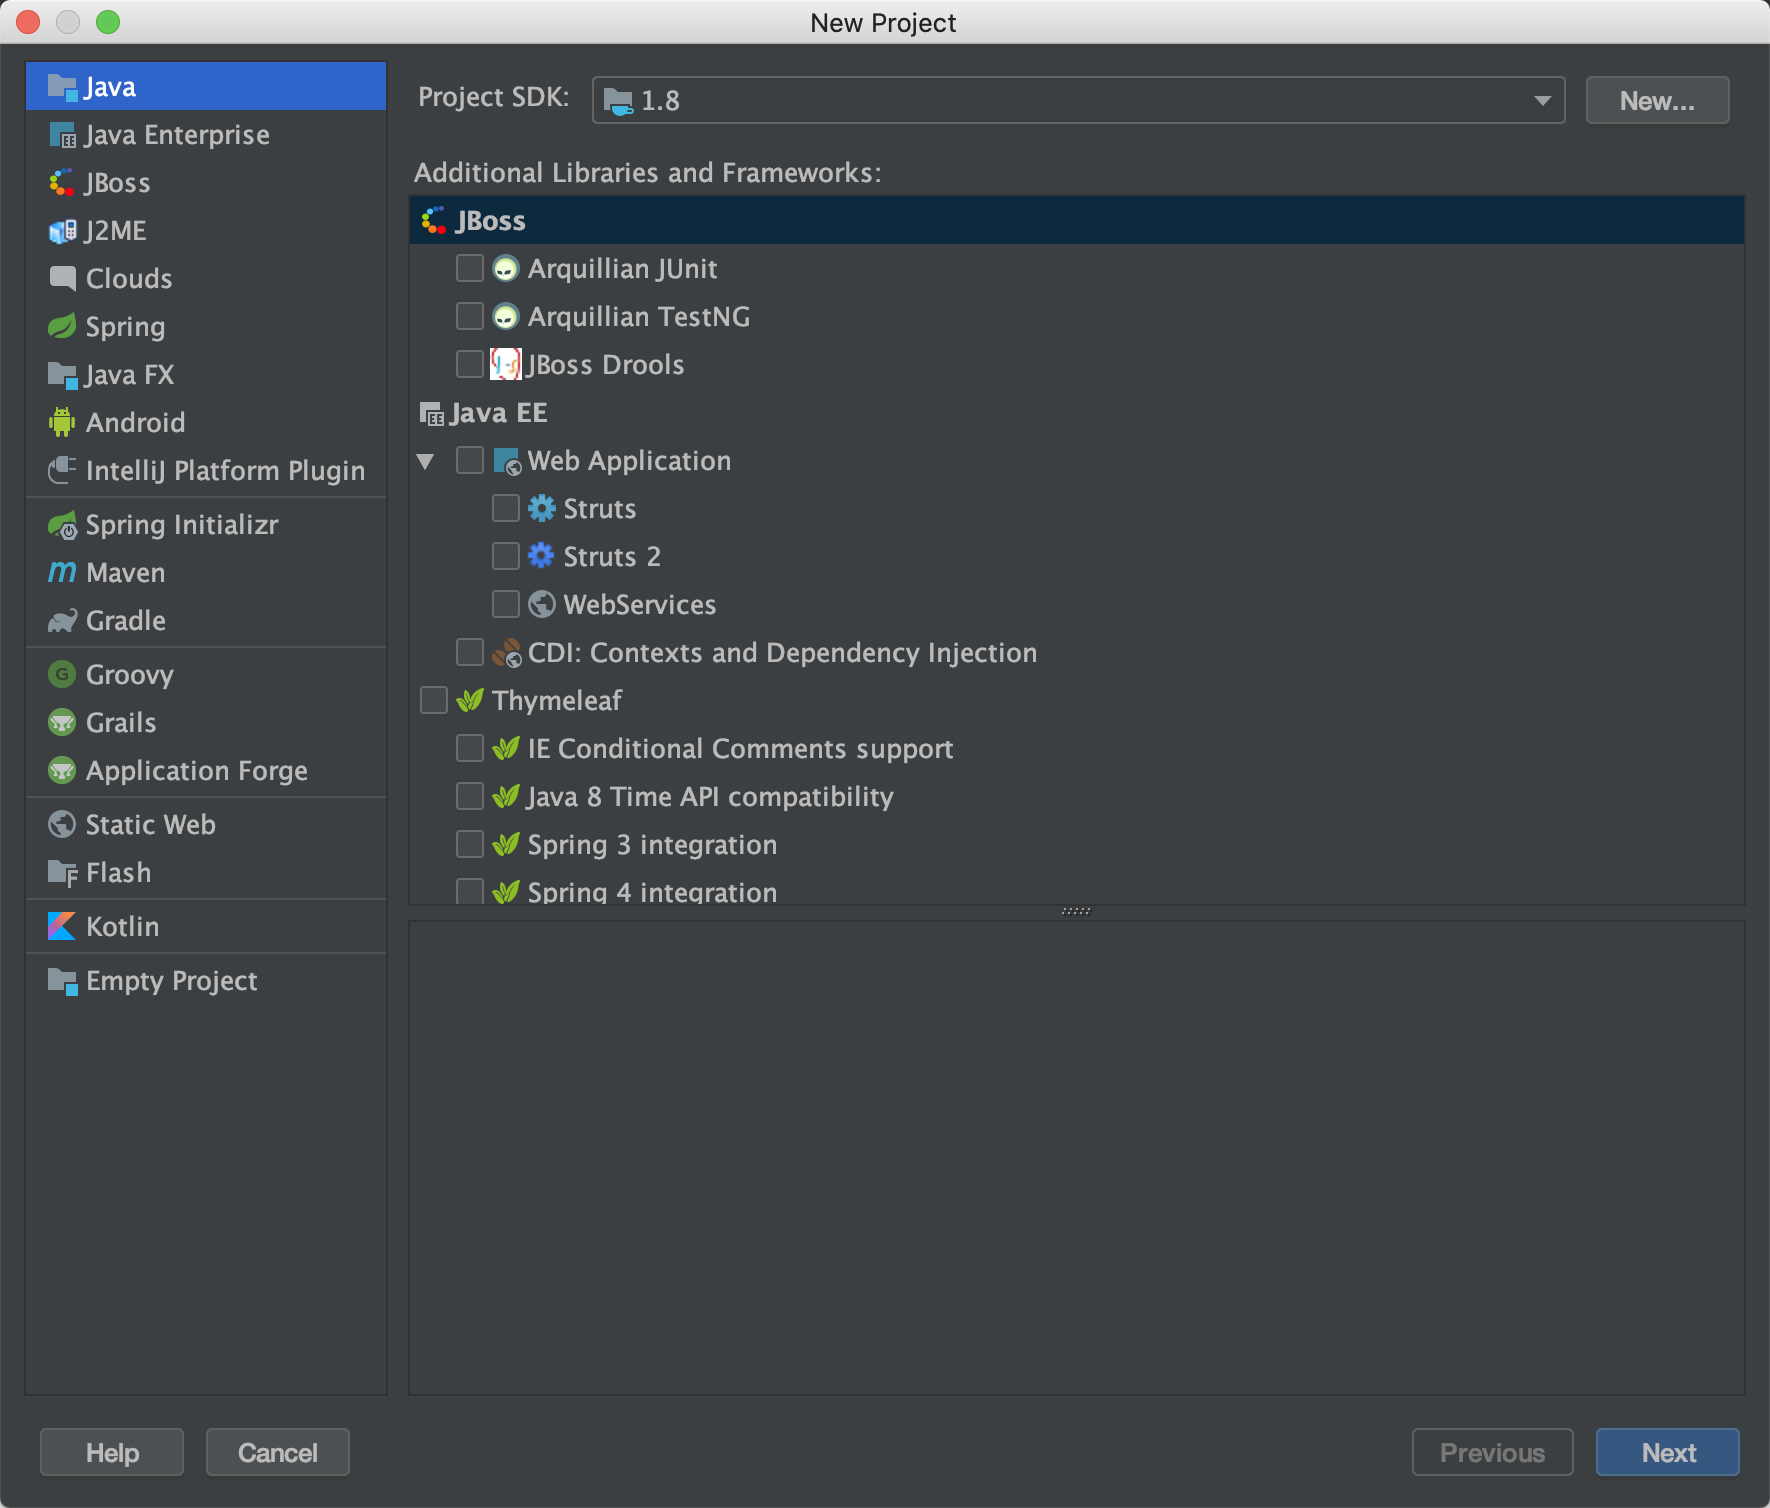 New Project
Java
Java Enterprise
JBoss
J2ME
Clouds
Spring
Java FX
Android
IntelliJ Platform Plugin
Spring Initializr
Maven
Gradle
Groovy
Grails
Application Forge
Static Web
Flash
Kotlin
Empty Project
Project SDK: 1.8 New...
Additional Libraries and Frameworks:
JBoss
Arquillian JUnit
Arquillian TestNG
JBoss Drools
Java EE
Web Application
Struts
Struts 2
WebServices
CDI: Contexts and Dependency Injection
Thymeleaf
IE Conditional Comments support
Java 8 Time API compatibility
Spring 3 integration
Spring 4 integration
Help Cancel Previous Next